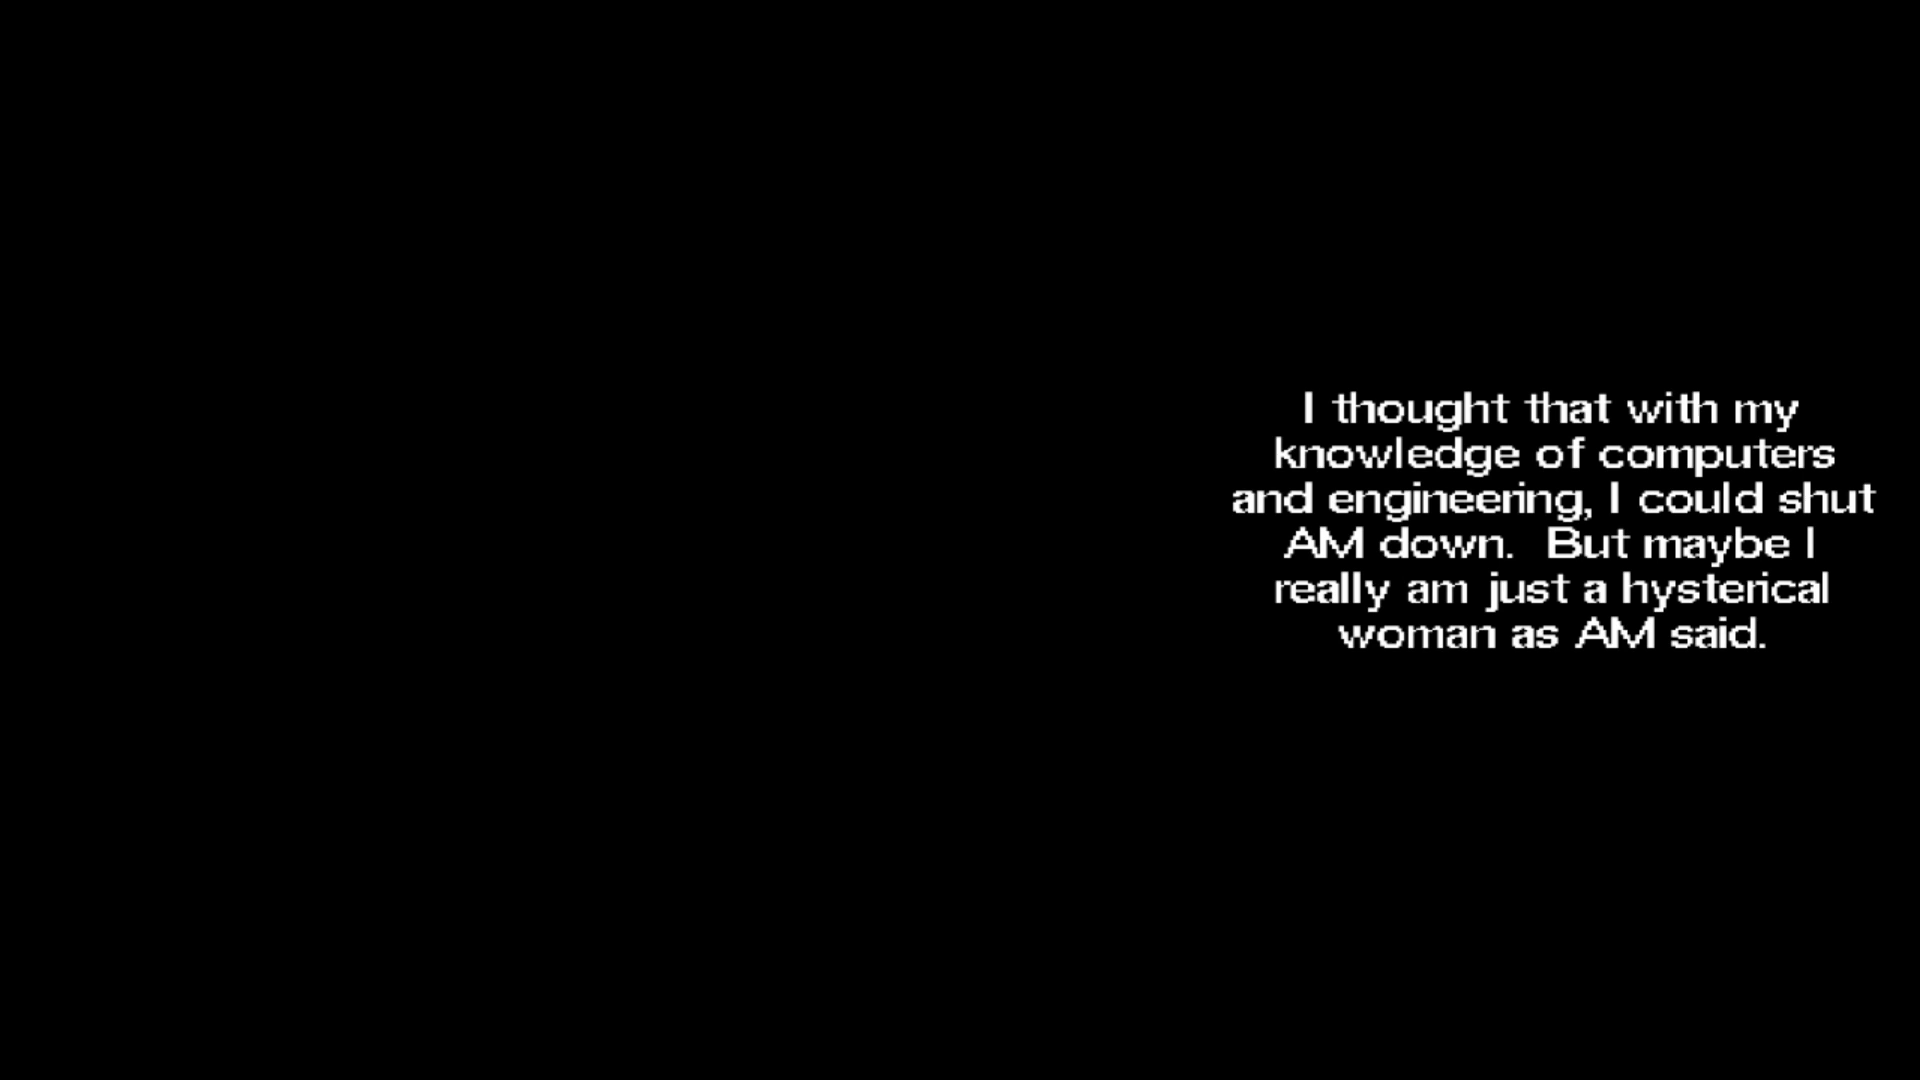 I thought that with my
knowledge of computers
and engineering, I could shut
AM down.  But maybe I
really am just a hysterical
woman as AM said.